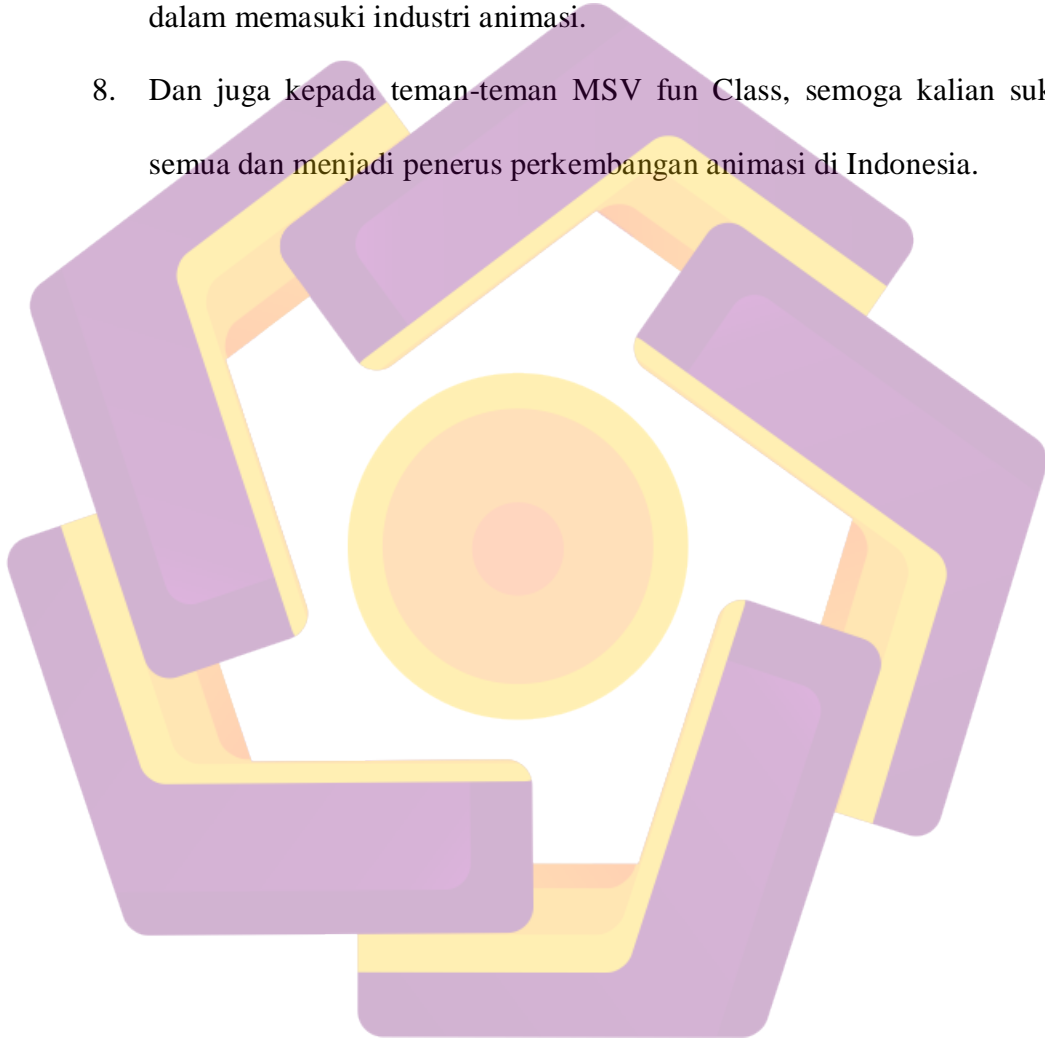 dalam memasuki industri animasi.
8. Dan juga kepada teman-teman MSV fun Class, semoga kalian
semua dan menjadi penerus perkembangan animasi di Indonesia.